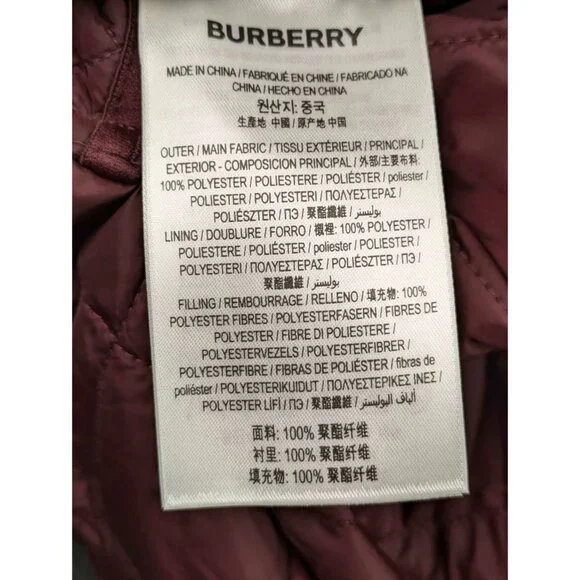 BURBERRY
MADE IN CHINA / FABRIQUÉ EN CHINE / FABRICADO NA
CHINA / HECHO EN CHINA
원산지: 중국
生產地 中國 / 原产地 中国
OUTER / MAIN FABRIC / TISSU EXTÉRIEUR / PRINCIPAL /
EXTERIOR - COMPOSICION PRINCIPAL / 外部/主要布料:
100% POLYESTER / POLIESTERE / POLIÉSTER / poliester /
POLIESTER / POLYESTERI / ΠΟΛΥΕΣΤΕΡΑΣ /
POLIÉSZTER / ПЭ / 聚酯纖維 / بوليستر
LINING / DOUBLURE / FORRO / 襯裡: 100% POLYESTER /
POLIESTERE / POLIÉSTER / poliester / POLIESTER /
POLYESTERI / ΠΟΛΥΕΣΤΕΡΑΣ / POLIÉSZTER / ПЭ /
聚酯纖維 / بوليستر
FILLING / REMBOURRAGE / RELLENO / 填充物: 100%
POLYESTER FIBRES / POLYESTERFASERN / FIBRES DE
POLYESTER / FIBRE DI POLIESTERE /
POLYESTERVEZELS / POLYESTERFIBRER /
POLYESTERFIBRE / FIBRAS DE POLIÉSTER / fibras de
poliéster / POLYESTERIKUIDUT / ΠΟΛΥΕΣΤΕΡΙΚΕΣ ΙΝΕΣ /
POLYESTER LİFİ / ПЭ / 聚酯纖維 / ألياف البوليستر
面料: 100% 聚酯纤维
衬里: 100% 聚酯纤维
填充物: 100% 聚酯纤维